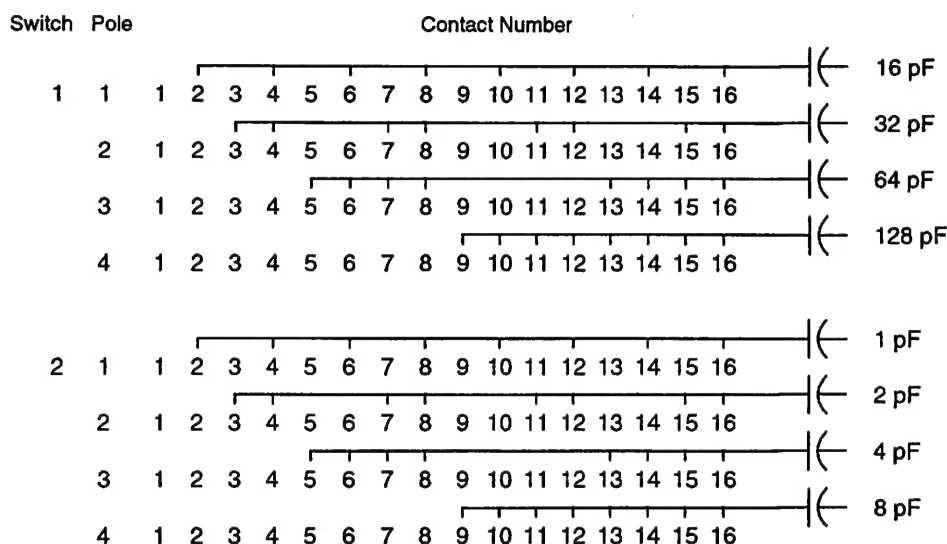 Switch Pole Contact Number
16 pF
1 1 1 2 3 4 5 6 7 8 9 10 11 12 13 14 15 16
32 pF
2 1 2 3 4 5 6 7 8 9 10 11 12 13 14 15 16
64 pF
3 1 2 3 4 5 6 7 8 9 10 11 12 13 14 15 16
128 pF
4 1 2 3 4 5 6 7 8 9 10 11 12 13 14 15 16
1 pF
2 1 1 2 3 4 5 6 7 8 9 10 11 12 13 14 15 16
2 pF
2 1 2 3 4 5 6 7 8 9 10 11 12 13 14 15 16
4 pF
3 1 2 3 4 5 6 7 8 9 10 11 12 13 14 15 16
8 pF
4 1 2 3 4 5 6 7 8 9 10 11 12 13 14 15 16